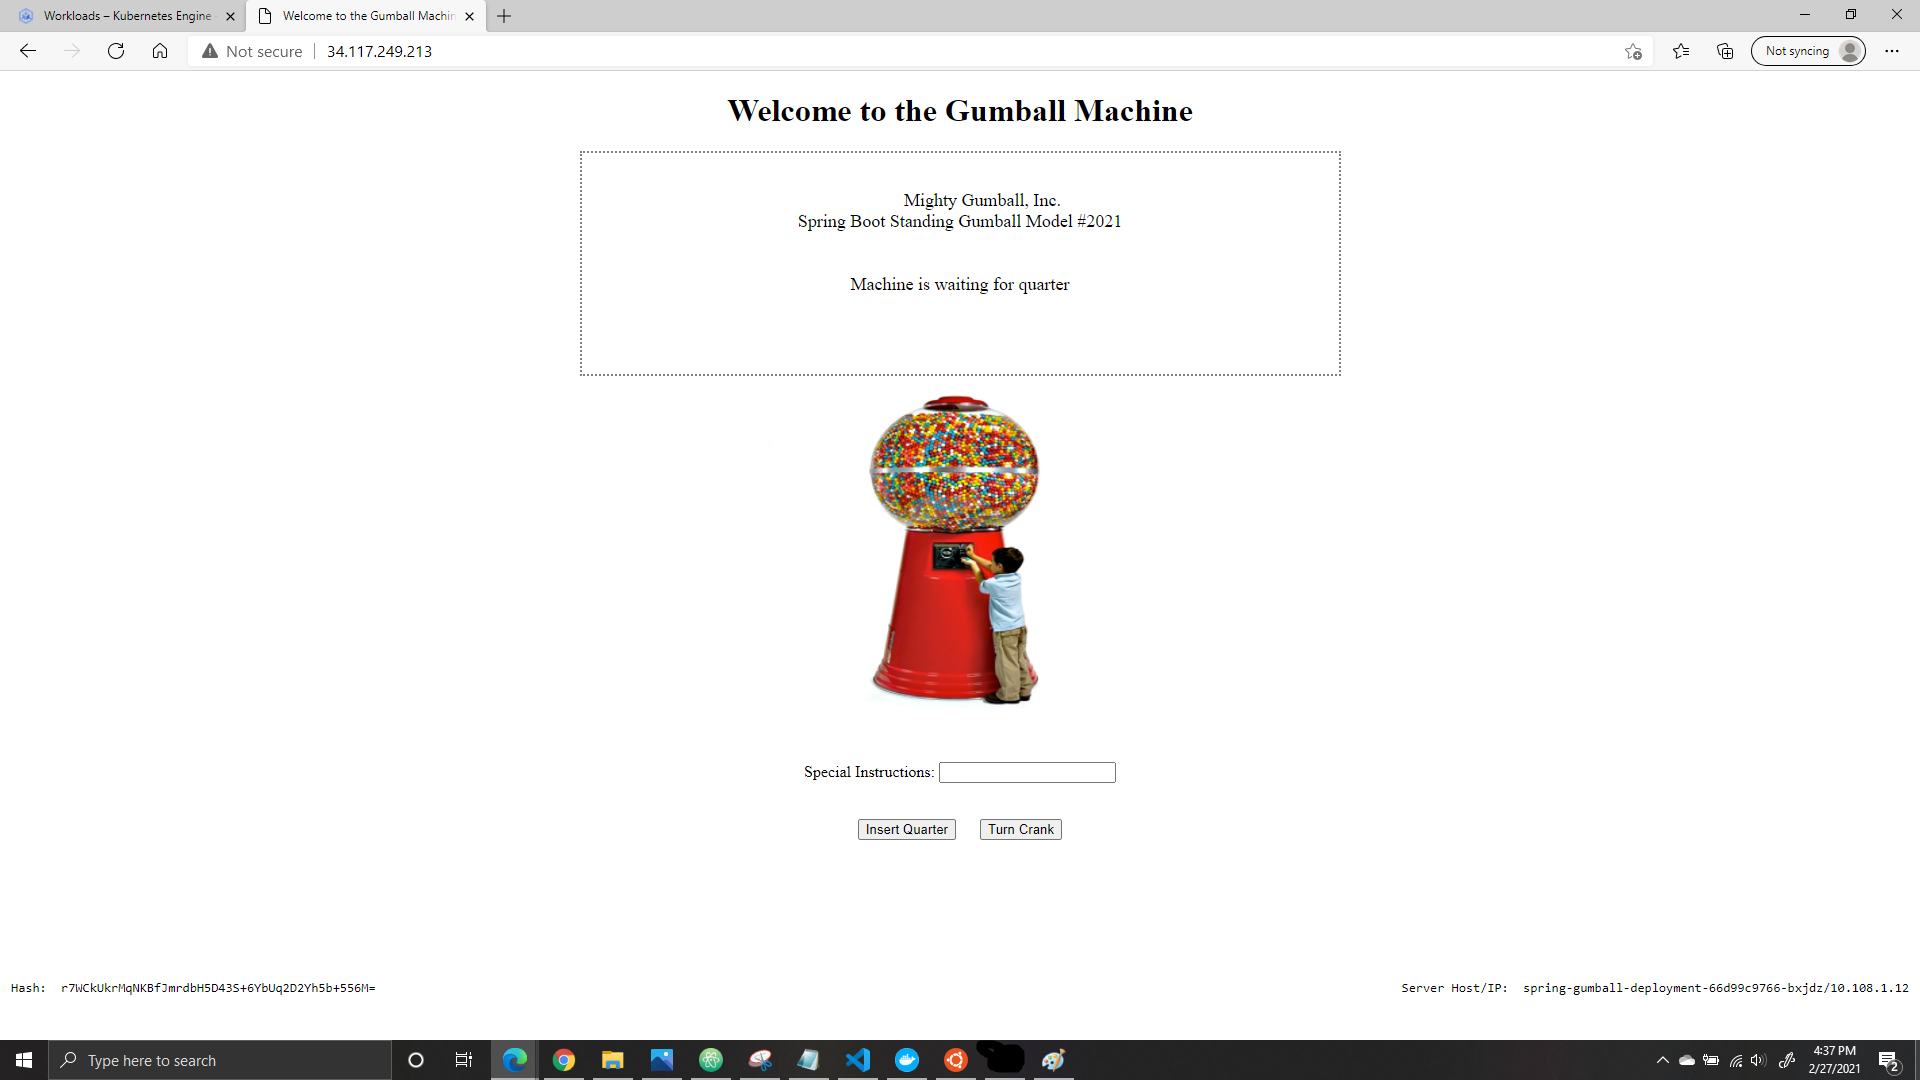 Workloads – Kubernetes Engine
Welcome to the Gumball Machin
Not secure
34.117.249.213
Not syncing
Welcome to the Gumball Machine
Mighty Gumball, Inc.
Spring Boot Standing Gumball Model #2021
Machine is waiting for quarter
Special Instructions:
Insert Quarter
Turn Crank
Hash: r7WCkUkrMqNKBfJmrdbH5D43S+6YbUq2D2Yh5b+556M=
Server Host/IP: spring-gumball-deployment-66d99c9766-bxjdz/10.108.1.12
Type here to search
4:37 PM
2/27/2021
2